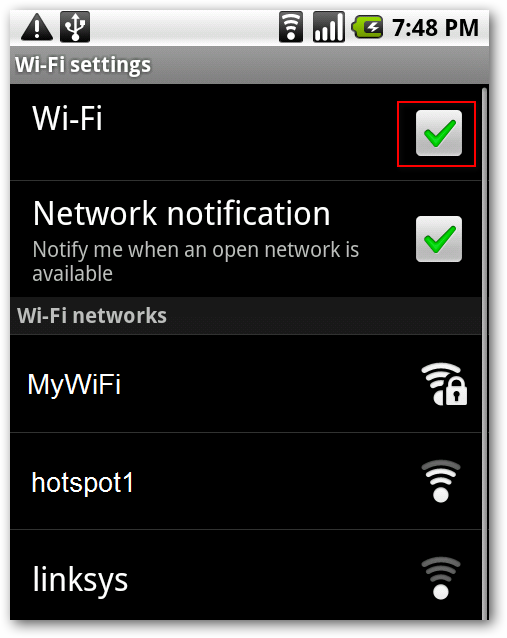 7:48 PM
Wi-Fi settings
Wi-Fi
Network notification
Notify me when an open network is
available
Wi-Fi networks
MyWiFi
hotspot1
linksys